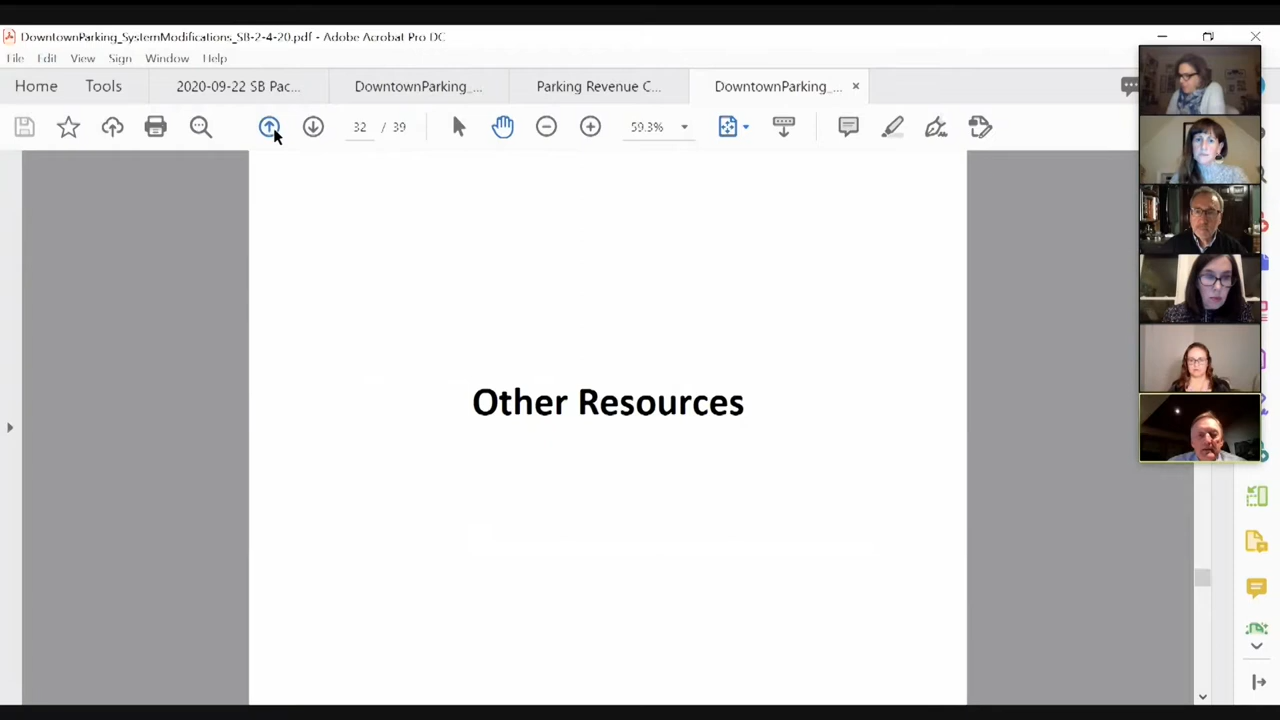 DowntownParking_SystemModifications_SB-2-4-20.pdf - Adobe Acrobat Pro DC
File Edit View Sign Window Help
Home Tools 2020-09-22 SB Pac... DowntownParking_... Parking Revenue C... DowntownParking_... ×
32 / 39 59.3%
Other Resources